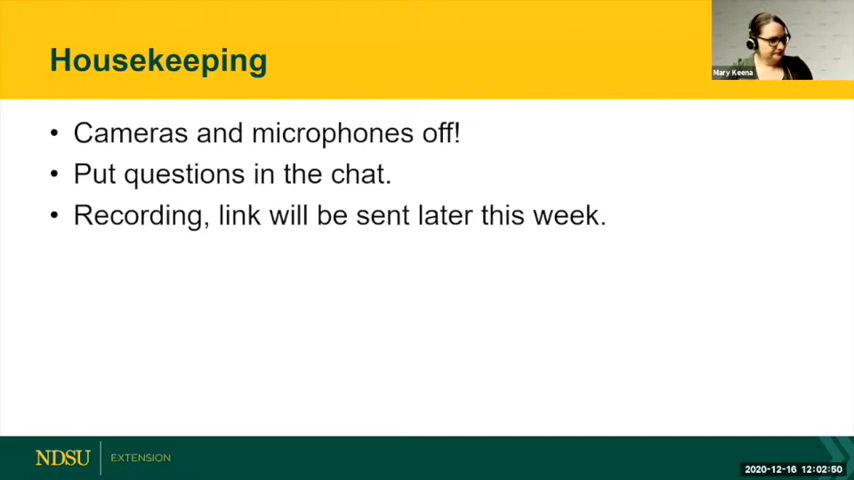 Housekeeping
Mary Keena
• Cameras and microphones off!
• Put questions in the chat.
• Recording, link will be sent later this week.
NDSU EXTENSION
2020-12-16 12:02:50